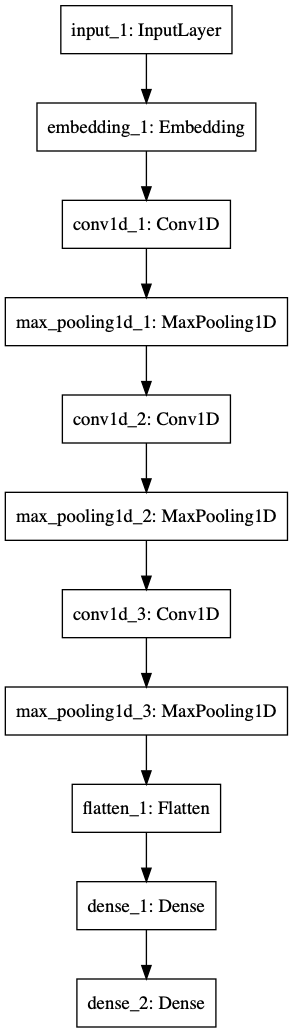 input_1: InputLayer
embedding_1: Embedding
conv1d_1: Conv1D
max_pooling1d_1: MaxPooling1D
conv1d_2: Conv1D
max_pooling1d_2: MaxPooling1D
conv1d_3: Conv1D
max_pooling1d_3: MaxPooling1D
flatten_1: Flatten
dense_1: Dense
dense_2: Dense